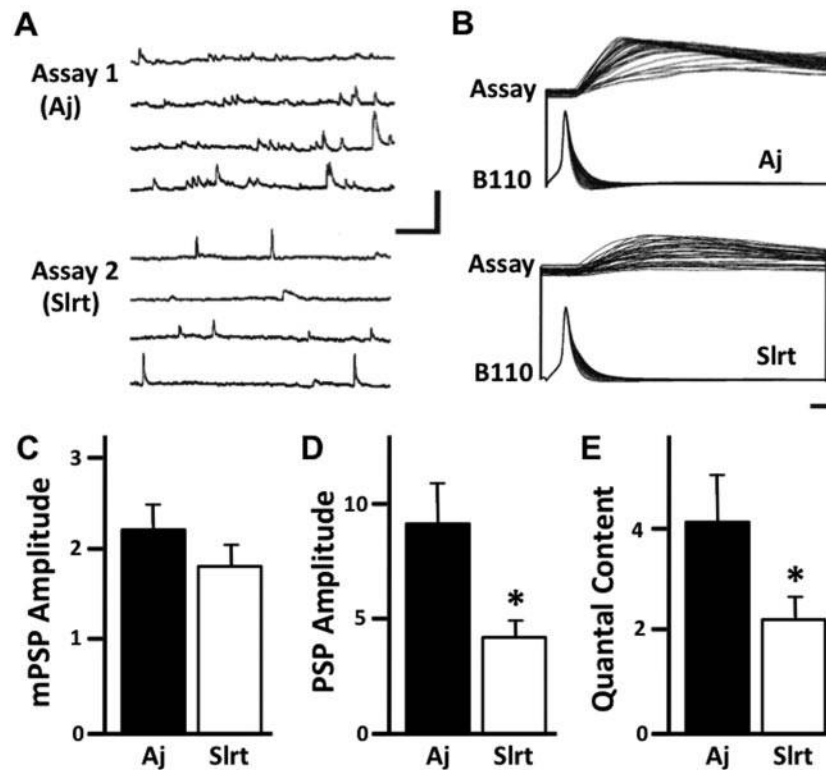 A
Assay 1
(Aj)
Assay 2
(Slrt)
B
Assay
Aj
B110
Assay
Slrt
B110
C
mPSP Amplitude
3
2
1
0
Aj Slrt
D
PSP Amplitude
10
5
0
*
Aj Slrt
E
Quantal Content
4
2
0
*
Aj Slrt